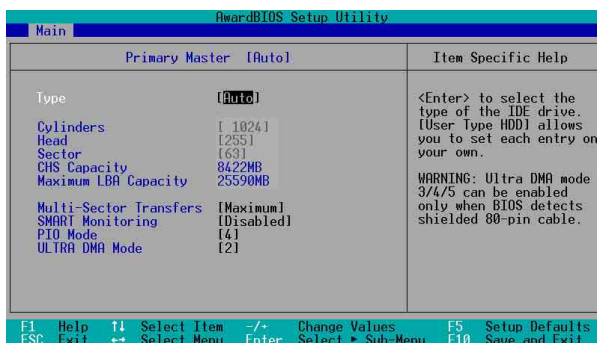 AwardBIOS Setup Utility
Main
Primary Master [Auto]
Item Specific Help
Type [Auto]
Cylinders [ 1024]
Head [255]
Sector [63]
CHS Capacity 8422MB
Maximum LBA Capacity 25590MB
Multi-Sector Transfers [Maximum]
SMART Monitoring [Disabled]
PIO Mode [4]
ULTRA DMA Mode [2]
<Enter> to select the
type of the IDE drive.
[User Type HDD] allows
you to set each entry on
your own.
WARNING: Ultra DMA mode
3/4/5 can be enabled
only when BIOS detects
shielded 80-pin cable.
F1 Help ↑↓ Select Item -/+ Change Values F5 Setup Defaults
ESC Exit ←→ Select Menu Enter Select ► Sub-Menu F10 Save and Exit